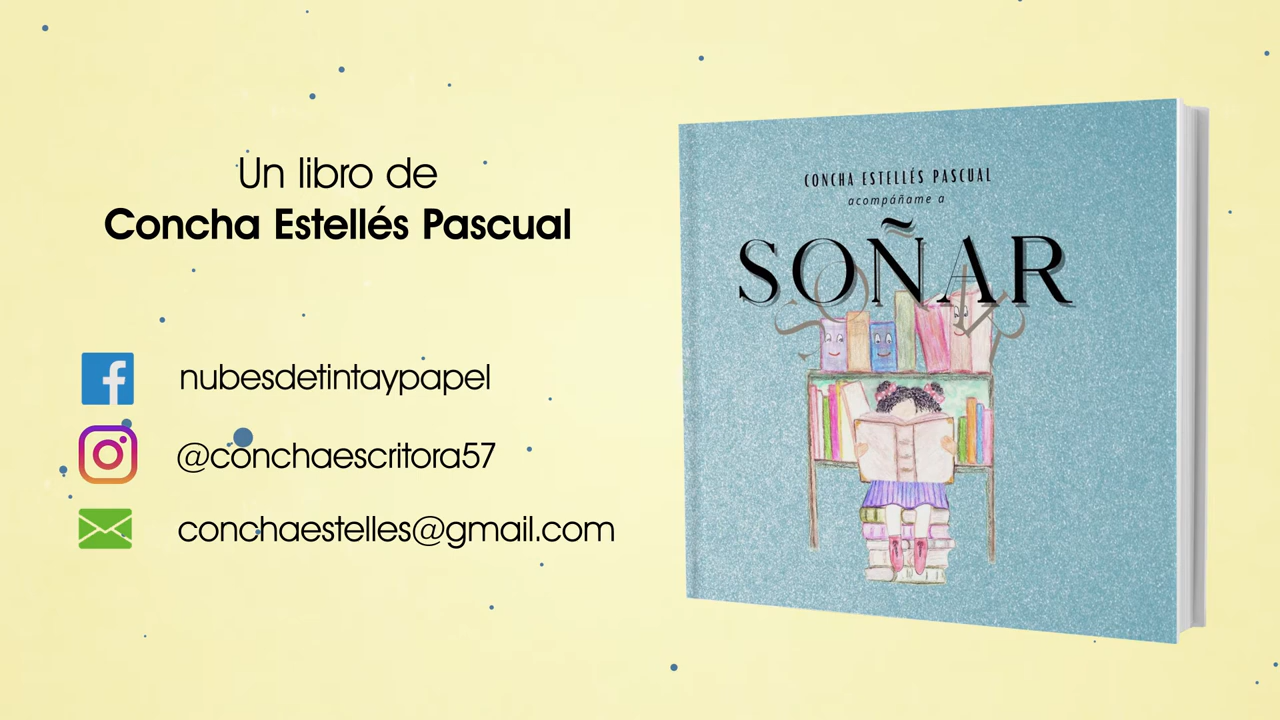 Un libro de
Concha Estellés Pascual
nubesdetintaypapel
@conchaescritora57
conchaestelles@gmail.com
CONCHA ESTELLÉS PASCUAL
acompáñame a
SOÑAR